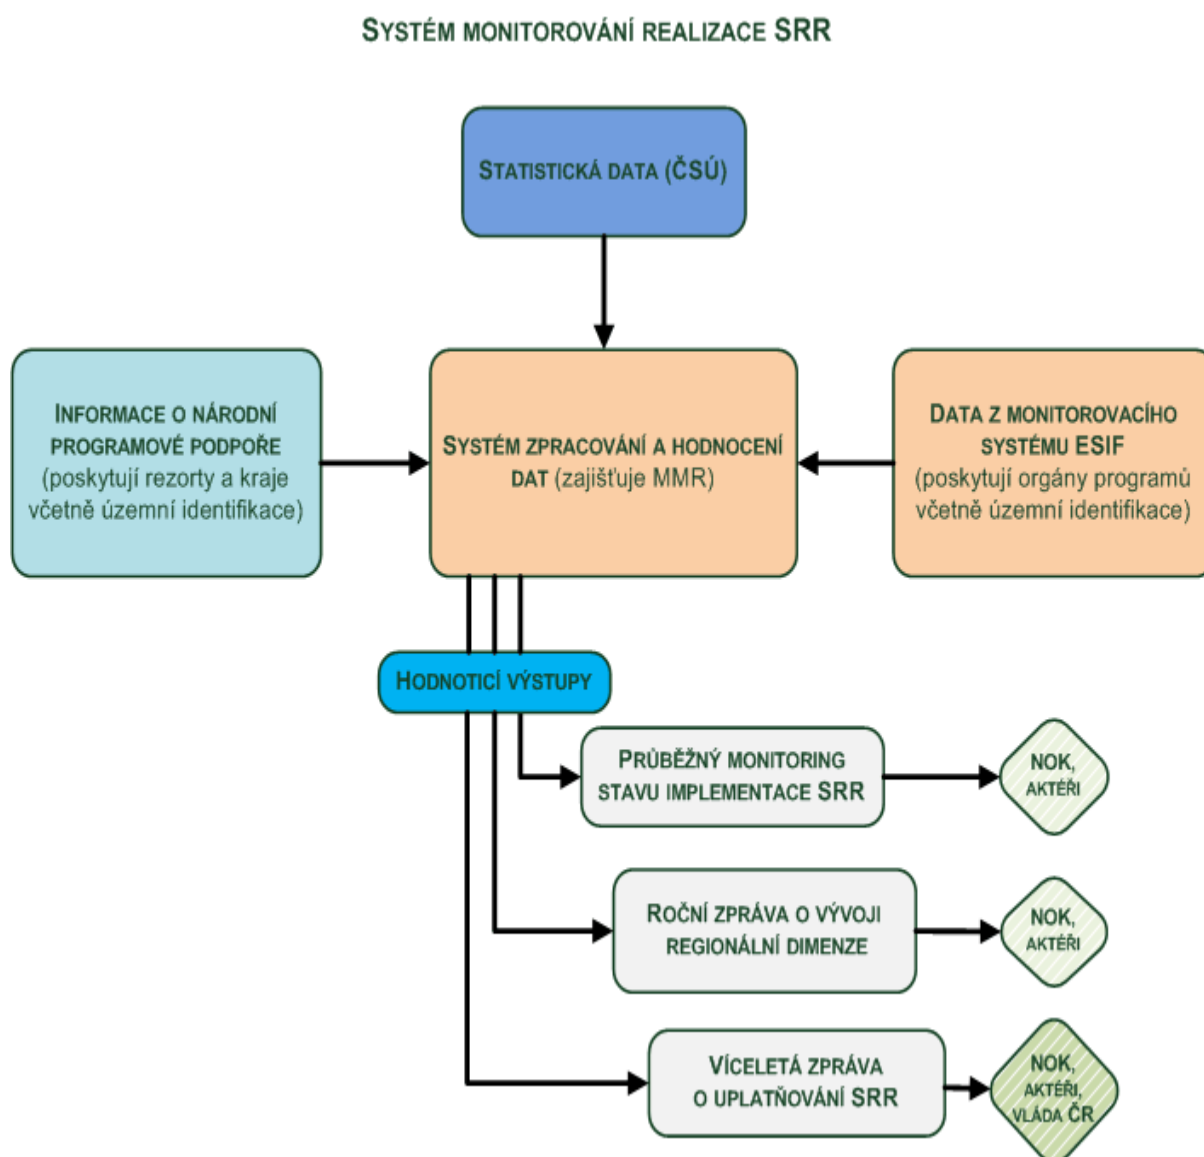 SYSTÉM MONITOROVÁNÍ REALIZACE SRR
STATISTICKÁ DATA (ČSÚ)
INFORMACE O NÁRODNÍ
PROGRAMOVÉ PODPOŘE
(poskytují rezorty a kraje
včetně územní identifikace)
SYSTÉM ZPRACOVÁNÍ A HODNOCENÍ
DAT (zajišťuje MMR)
DATA Z MONITOROVACÍHO
SYSTÉMU ESIF
(poskytují orgány programů
včetně územní identifikace)
HODNOTICÍ VÝSTUPY
PRŮBĚŽNÝ MONITORING
STAVU IMPLEMENTACE SRR
NOK,
AKTÉŘI
ROČNÍ ZPRÁVA O VÝVOJI
REGIONÁLNÍ DIMENZE
NOK,
AKTÉŘI
VÍCELETÁ ZPRÁVA
O UPLATŇOVÁNÍ SRR
NOK,
AKTÉŘI,
VLÁDA ČR